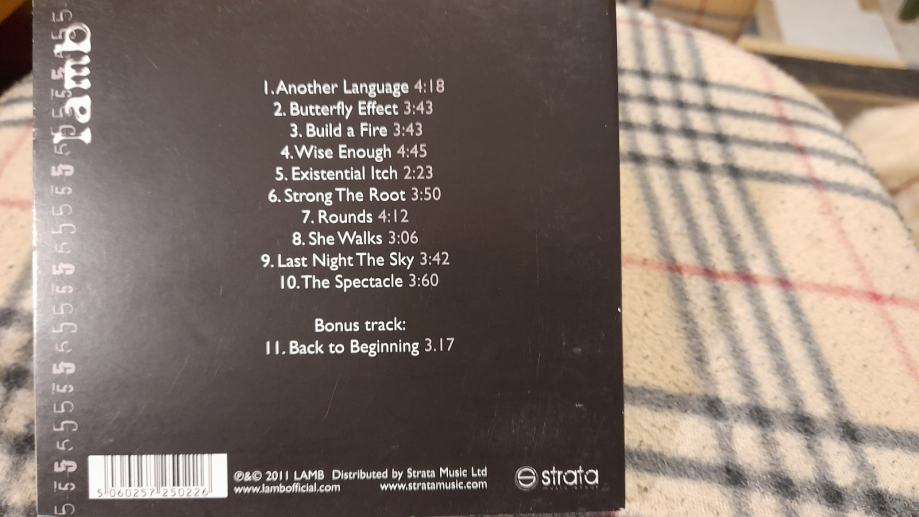 lamb
1. Another Language 4:18
2. Butterfly Effect 3:43
3. Build a Fire 3:43
4. Wise Enough 4:45
5. Existential Itch 2:23
6. Strong The Root 3:50
7. Rounds 4:12
8. She Walks 3:06
9. Last Night The Sky 3:42
10. The Spectacle 3:60
Bonus track:
11. Back to Beginning 3.17
5 060257 250226
℗&© 2011 LAMB Distributed by Strata Music Ltd
www.lambofficial.com www.stratamusic.com
strata